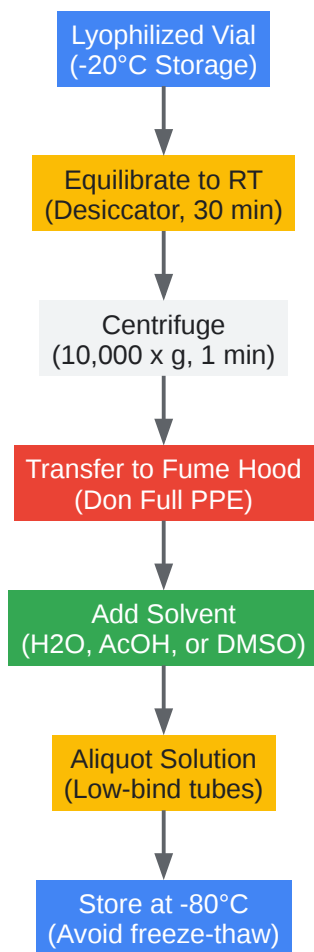 Lyophilized Vial
(-20°C Storage)
Equilibrate to RT
(Desiccator, 30 min)
Centrifuge
(10,000 x g, 1 min)
Transfer to Fume Hood
(Don Full PPE)
Add Solvent
(H2O, AcOH, or DMSO)
Aliquot Solution
(Low-bind tubes)
Store at -80°C
(Avoid freeze-thaw)